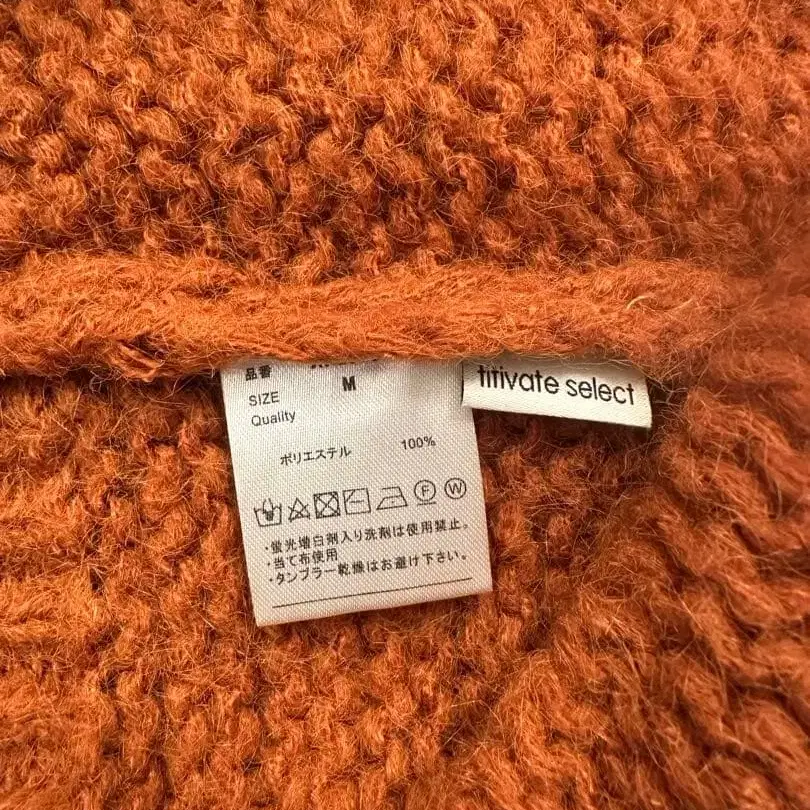 品番
SIZE M
Quality
ポリエステル 100%
Ⓕ Ⓦ
・蛍光増白剤入り洗剤は使用禁止。
・当て布使用
・タンブラー乾燥はお避け下さい。
titivate select